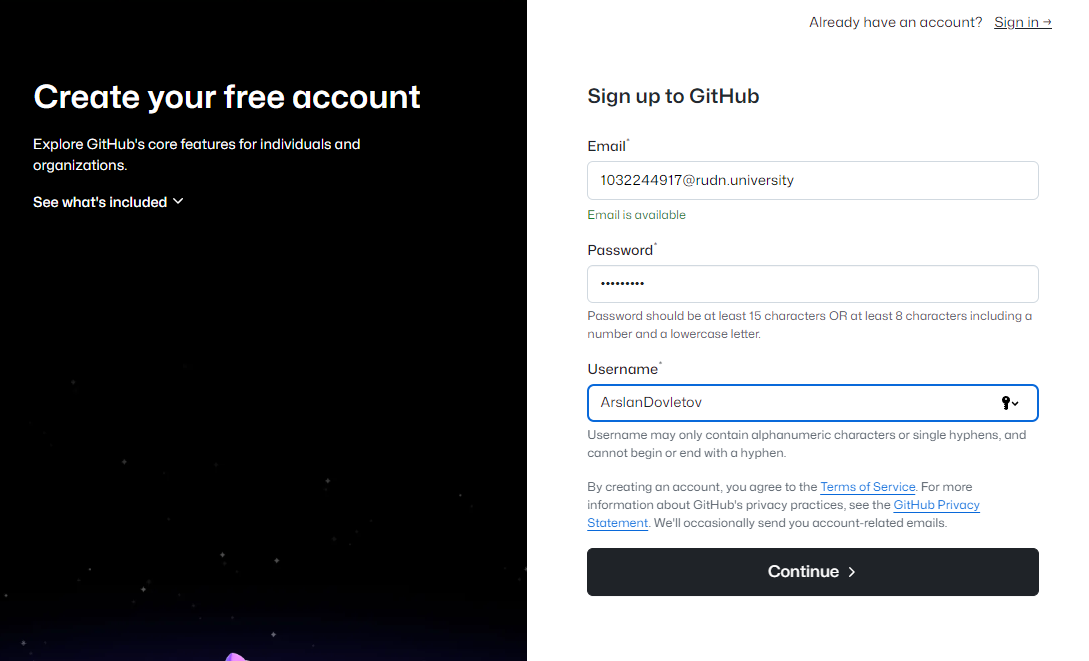 Already have an account? Sign in →
Create your free account
Explore GitHub's core features for individuals and
organizations.
See what's included
Sign up to GitHub
Email*
1032244917@rudn.university
Email is available
Password*
•••••••••
Password should be at least 15 characters OR at least 8 characters including a
number and a lowercase letter.
Username*
ArslanDovletov
Username may only contain alphanumeric characters or single hyphens, and
cannot begin or end with a hyphen.
By creating an account, you agree to the Terms of Service. For more
information about GitHub's privacy practices, see the GitHub Privacy
Statement. We'll occasionally send you account-related emails.
Continue